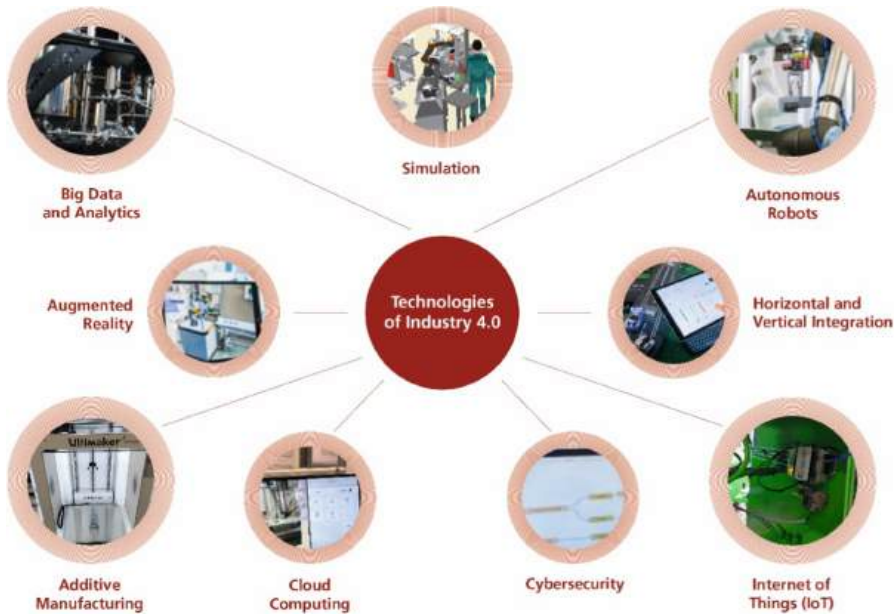 Simulation
Big Data
and Analytics
Autonomous
Robots
Augmented
Reality
Technologies
of Industry 4.0
Horizontal and
Vertical Integration
Ultimaker
Additive
Manufacturing
Cloud
Computing
Cybersecurity
Internet of
Things (IoT)